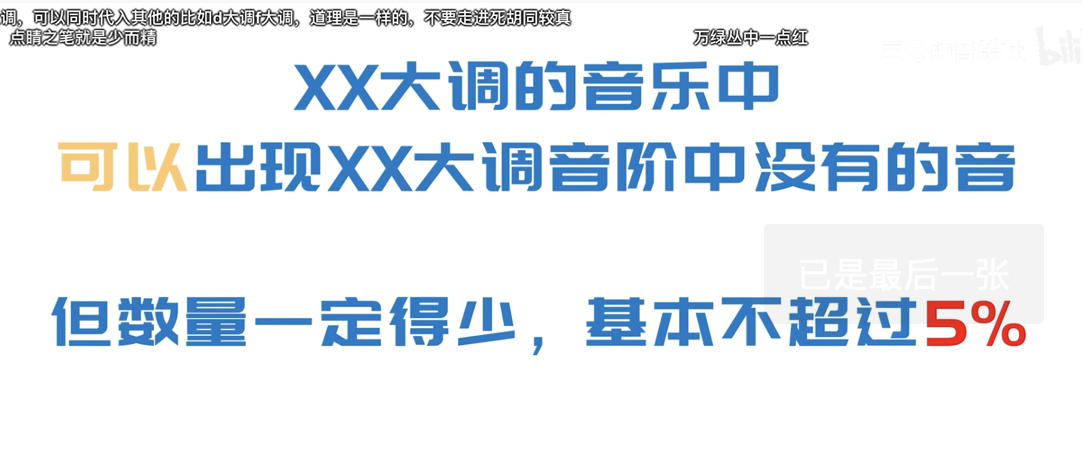 调，可以同时代入其他的比如d大调f大调，道理是一样的，不要走进死胡同较真
点睛之笔就是少而精
万绿丛中一点红
XX大调的音乐中
可以出现XX大调音阶中没有的音
已是最后一张
但数量一定得少，基本不超过5%